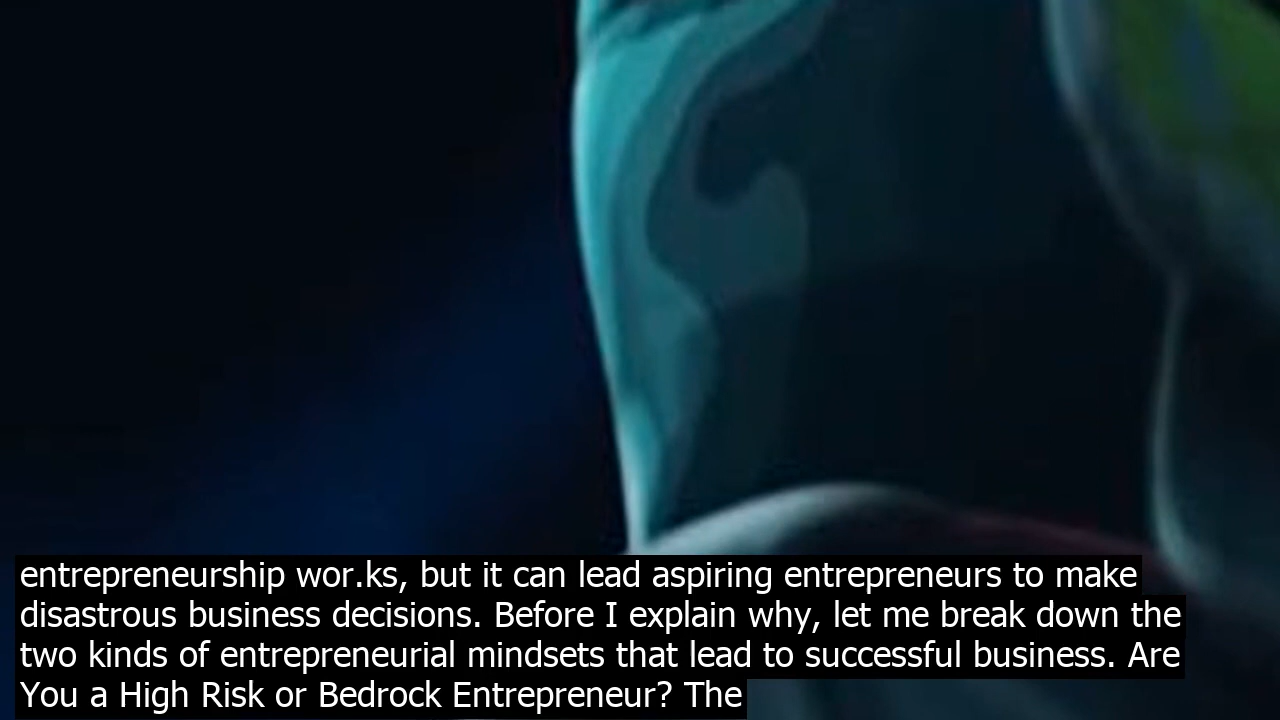 entrepreneurship wor.ks, but it can lead aspiring entrepreneurs to make
disastrous business decisions. Before I explain why, let me break down the
two kinds of entrepreneurial mindsets that lead to successful business. Are
You a High Risk or Bedrock Entrepreneur? The